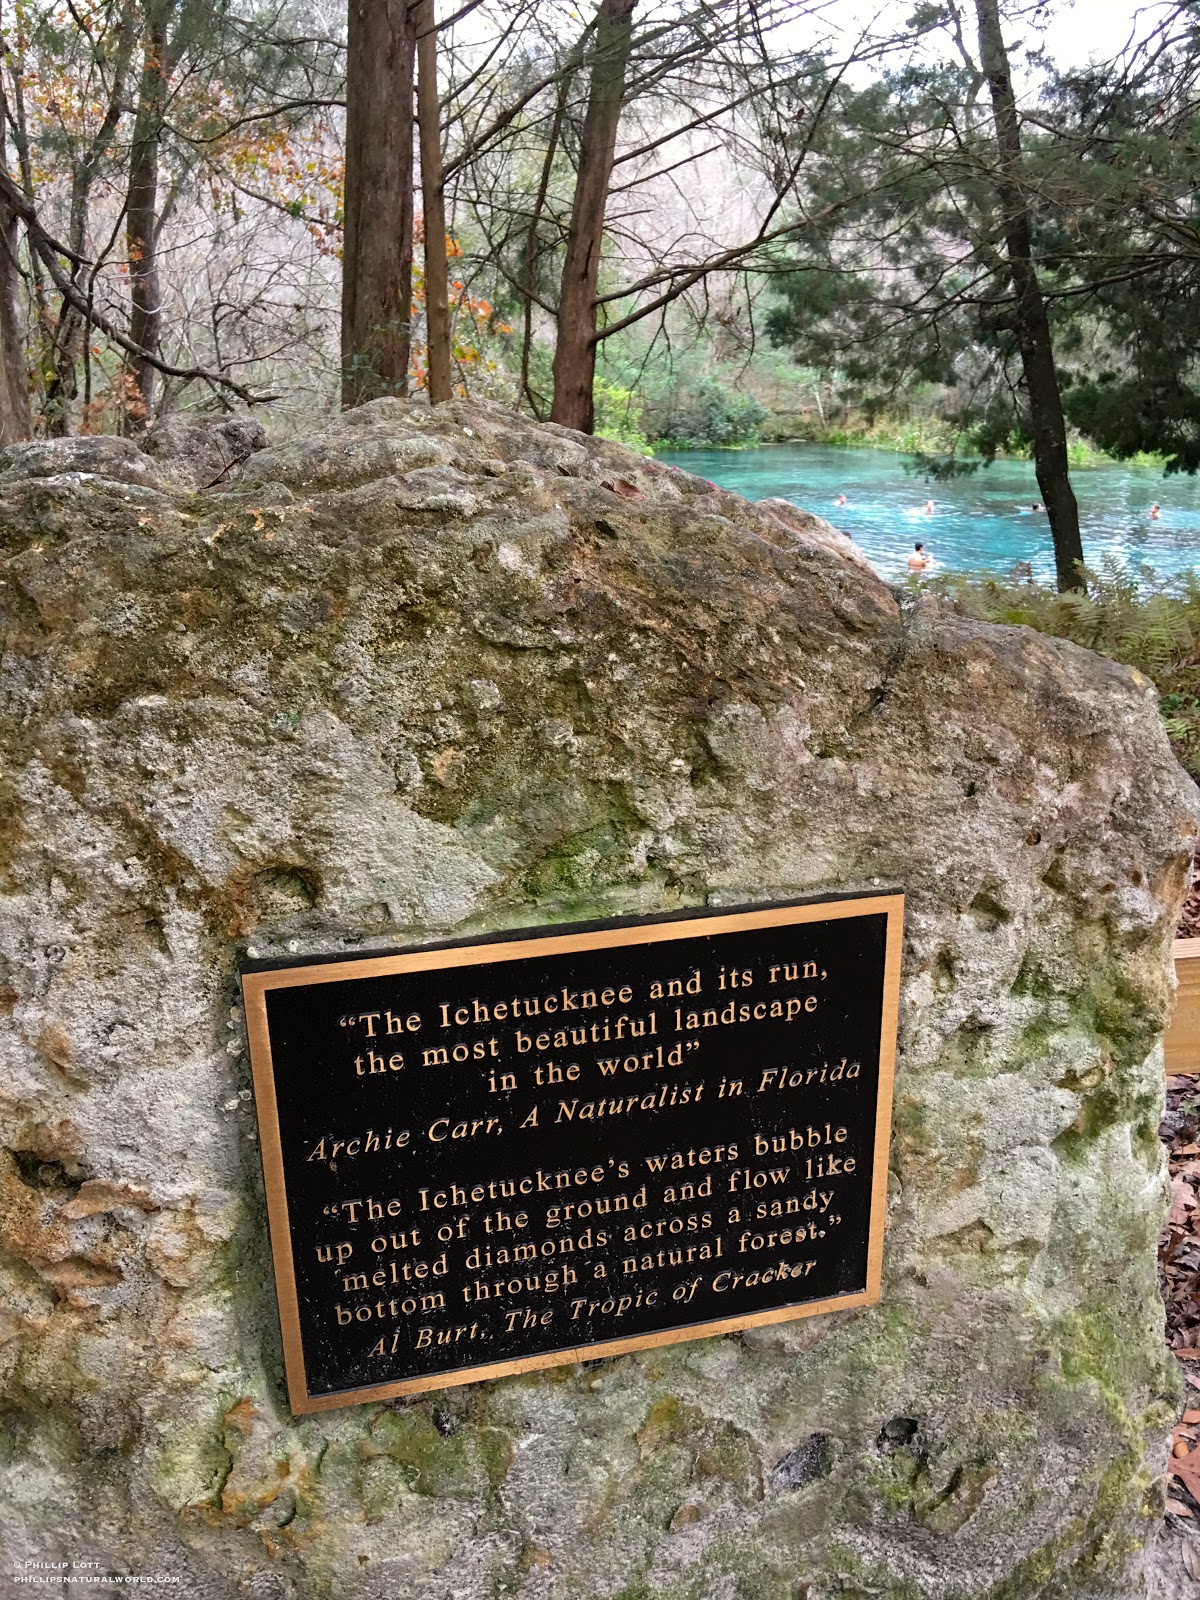 “The Ichetucknee and its run,
the most beautiful landscape
in the world”
Archie Carr, A Naturalist in Florida
“The Ichetucknee’s waters bubble
up out of the ground and flow like
melted diamonds across a sandy
bottom through a natural forest.”
Al Burt, The Tropic of Cracker
© Phillip Lott
phillipsnaturalworld.com